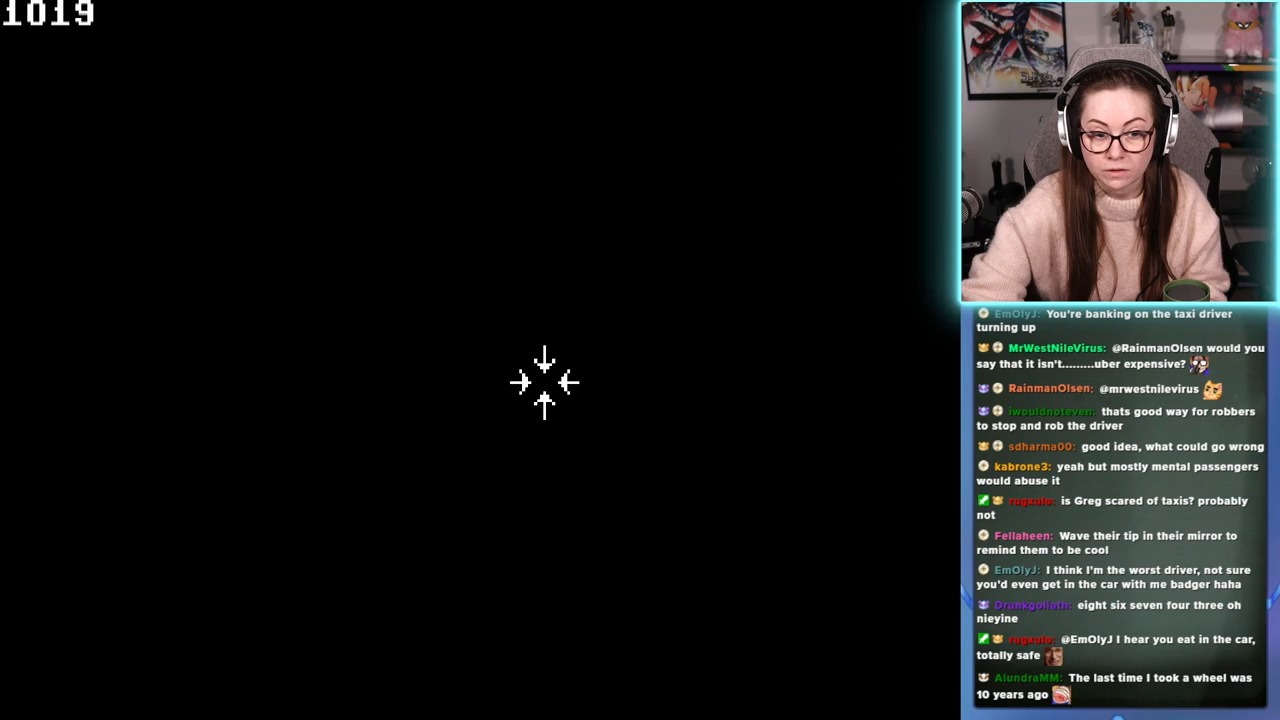 1019
EmOlyJ: You're banking on the taxi driver
turning up
MrWestNileVirus: @RainmanOlsen would you
say that it isn't.........uber expensive?
RainmanOlsen: @mrwestnilevirus
iwouldnoteven: thats good way for robbers
to stop and rob the driver
sdharma00: good idea, what could go wrong
kabrone3: yeah but mostly mental passengers
would abuse it
rugxulo: is Greg scared of taxis? probably
not
Fellaheen: Wave their tip in their mirror to
remind them to be cool
EmOlyJ: I think I'm the worst driver, not sure
you'd even get in the car with me badger haha
Drunkgoliath: eight six seven four three oh
nieyine
rugxulo: @EmOlyJ I hear you eat in the car,
totally safe
AlundraMM: The last time I took a wheel was
10 years ago